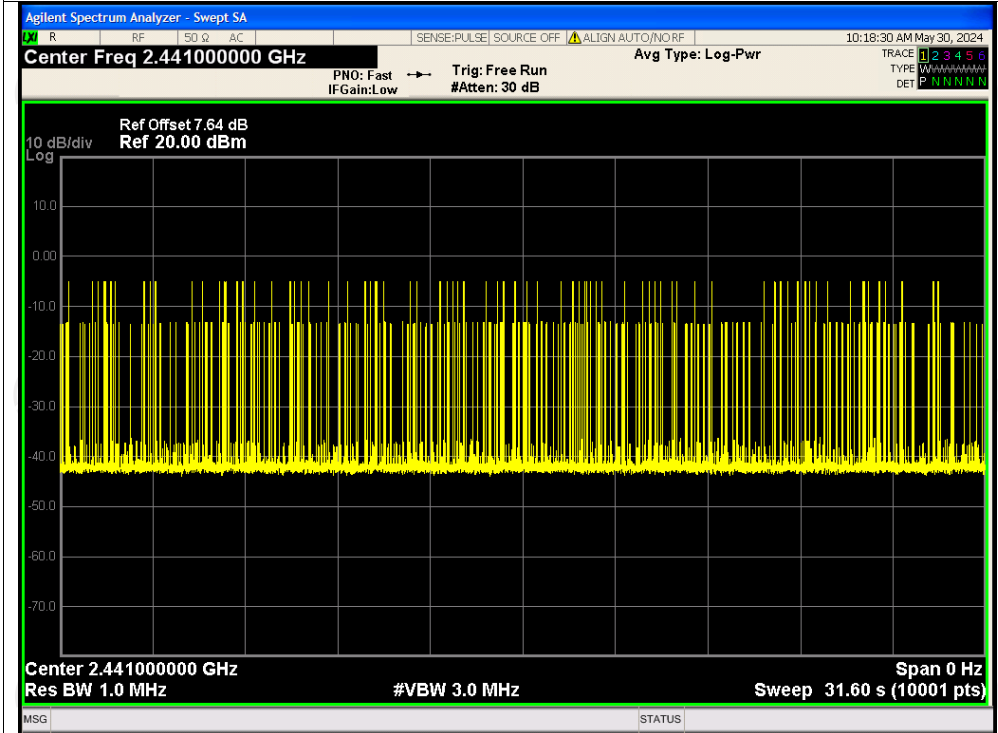 Agilent Spectrum Analyzer - Swept SA
LXI R RF 50 Ω AC SENSE:PULSE SOURCE OFF ALIGN AUTO/NO RF 10:18:30 AM May 30, 2024
Center Freq 2.441000000 GHz Avg Type: Log-Pwr TRACE 1 2 3 4 5 6
PNO: Fast Trig: Free Run TYPE W
IFGain:Low #Atten: 30 dB DET P N N N N N
Ref Offset 7.64 dB
10 dB/div Ref 20.00 dBm
Log
10.0
0.00
-10.0
-20.0
-30.0
-40.0
-50.0
-60.0
-70.0
Center 2.441000000 GHz Span 0 Hz
Res BW 1.0 MHz #VBW 3.0 MHz Sweep 31.60 s (10001 pts)
MSG STATUS